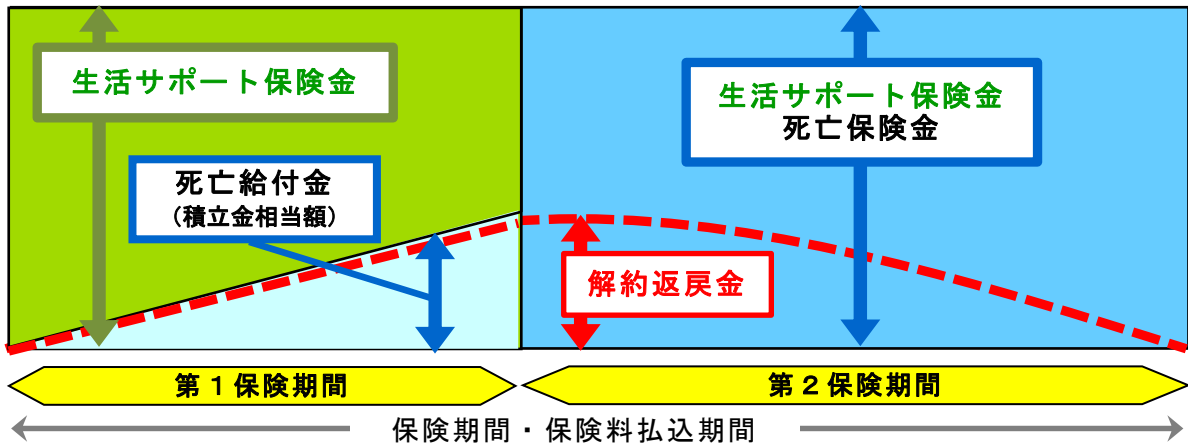 生活サポート保険金
死亡給付金
（積立金相当額）
生活サポート保険金
死亡保険金
解約返戻金
第１保険期間
第２保険期間
保険期間・保険料払込期間